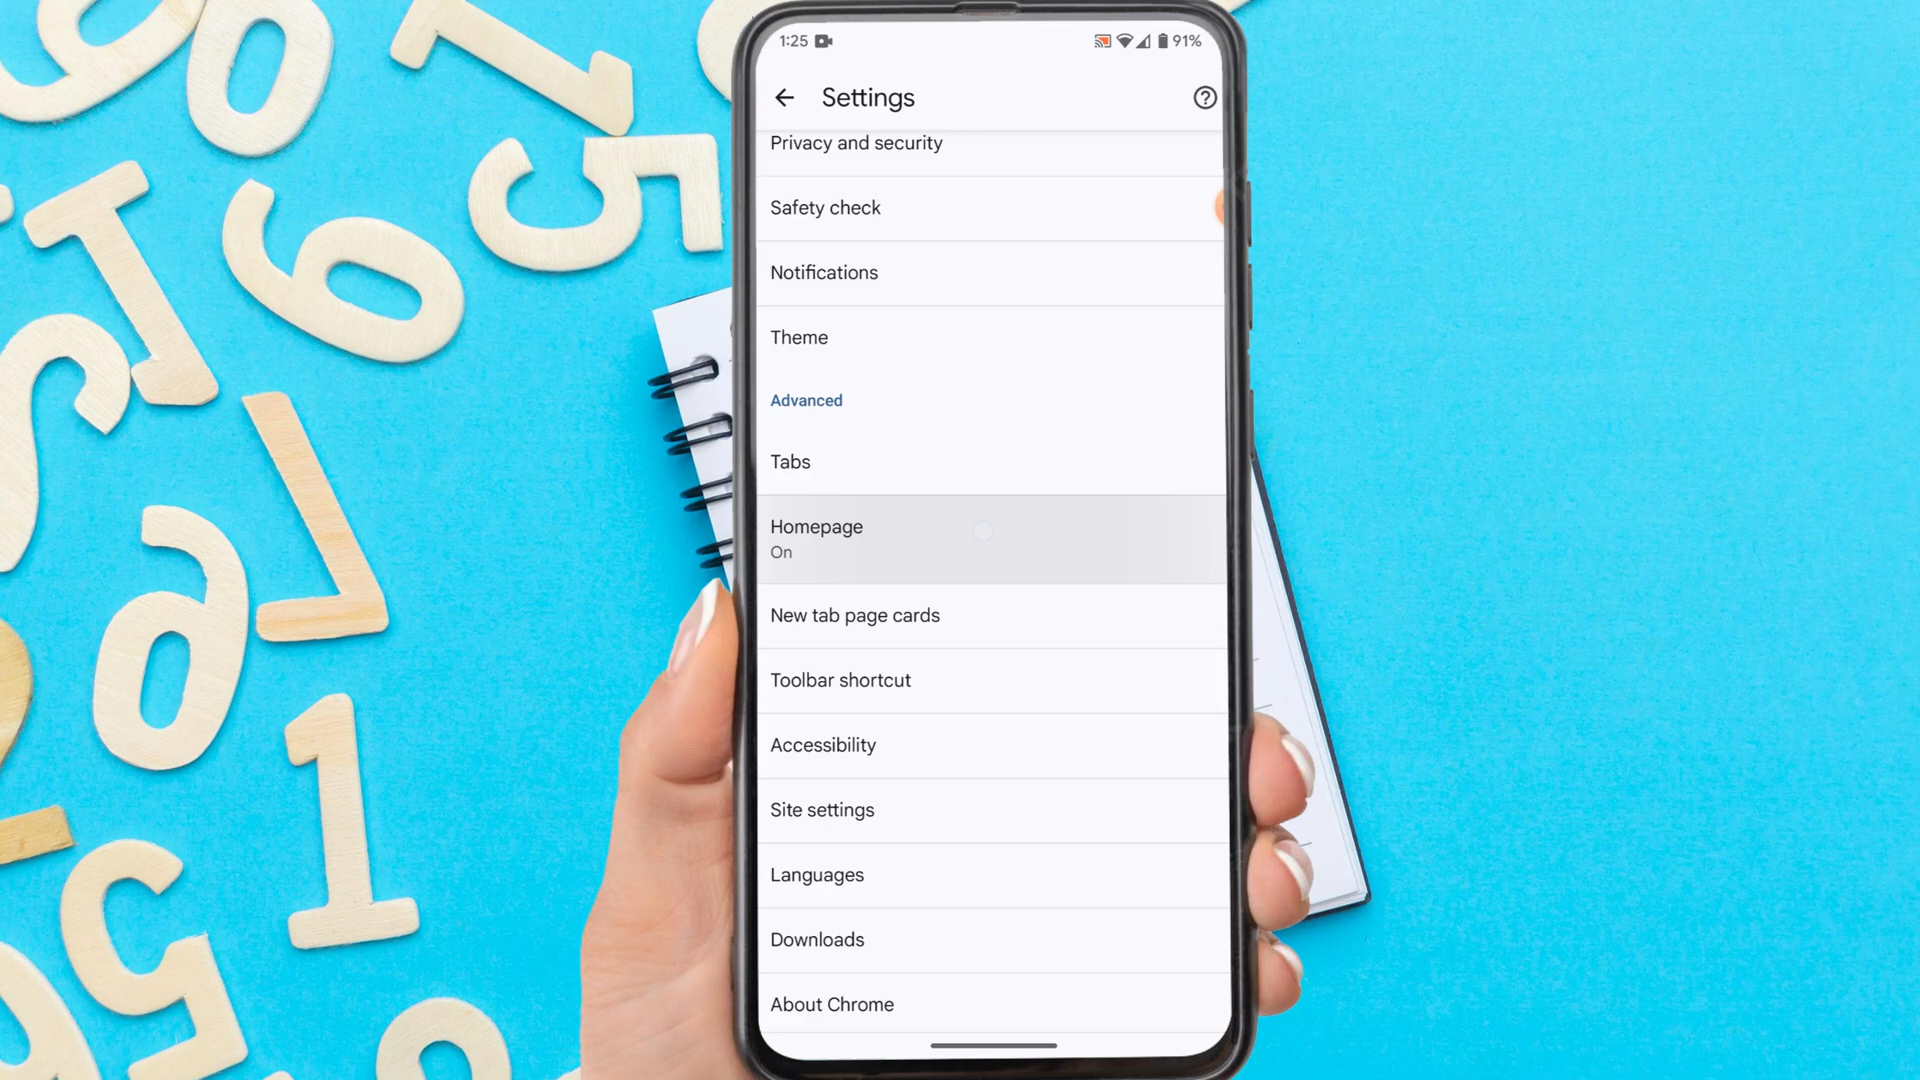 1:25 91%
Settings
Privacy and security
Safety check
Notifications
Theme
Advanced
Tabs
Homepage
On
New tab page cards
Toolbar shortcut
Accessibility
Site settings
Languages
Downloads
About Chrome